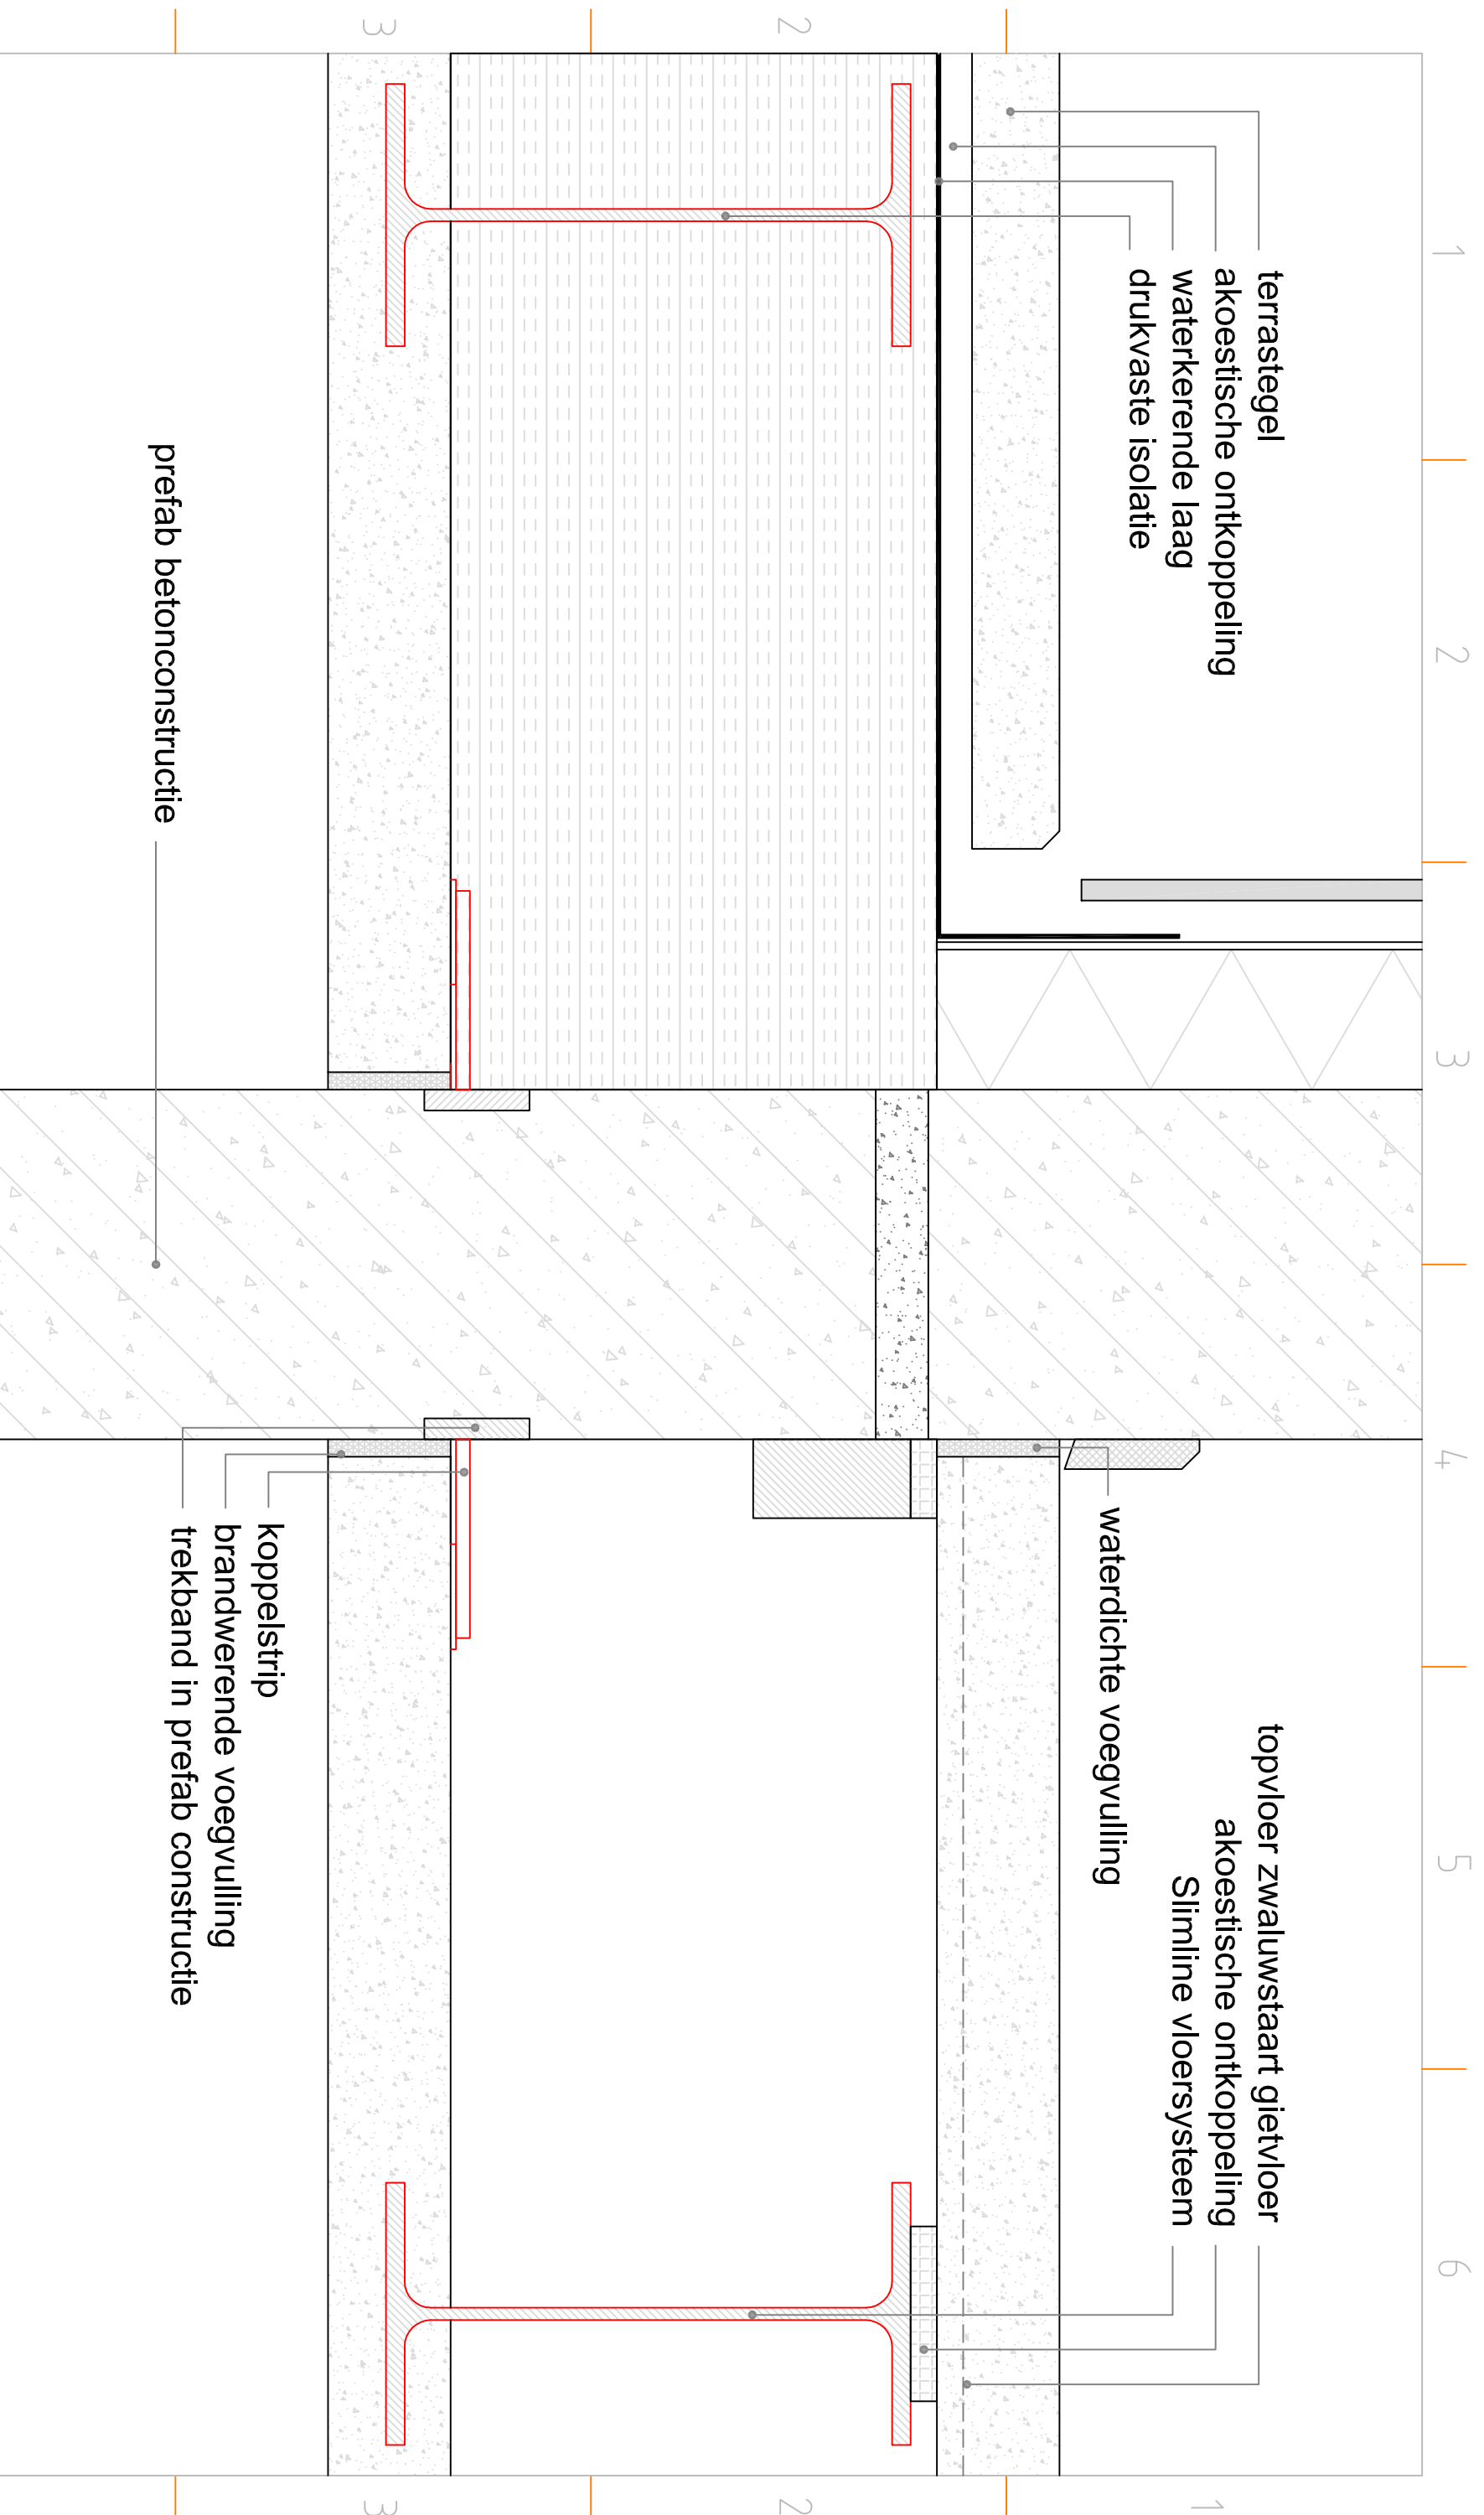 1
2
3
4
5
6
terrastegel
akoestische ontkoppeling
waterkerende laag
drukvaste isolatie
topvloer zwaluwstaart gietvloer
akoestische ontkoppeling
Slimline vloersysteem
waterdichte voegvulling
prefab betonconstructie
koppelstrip
brandwerende voegvulling
trekband in prefab constructie
2
3
1
2
3